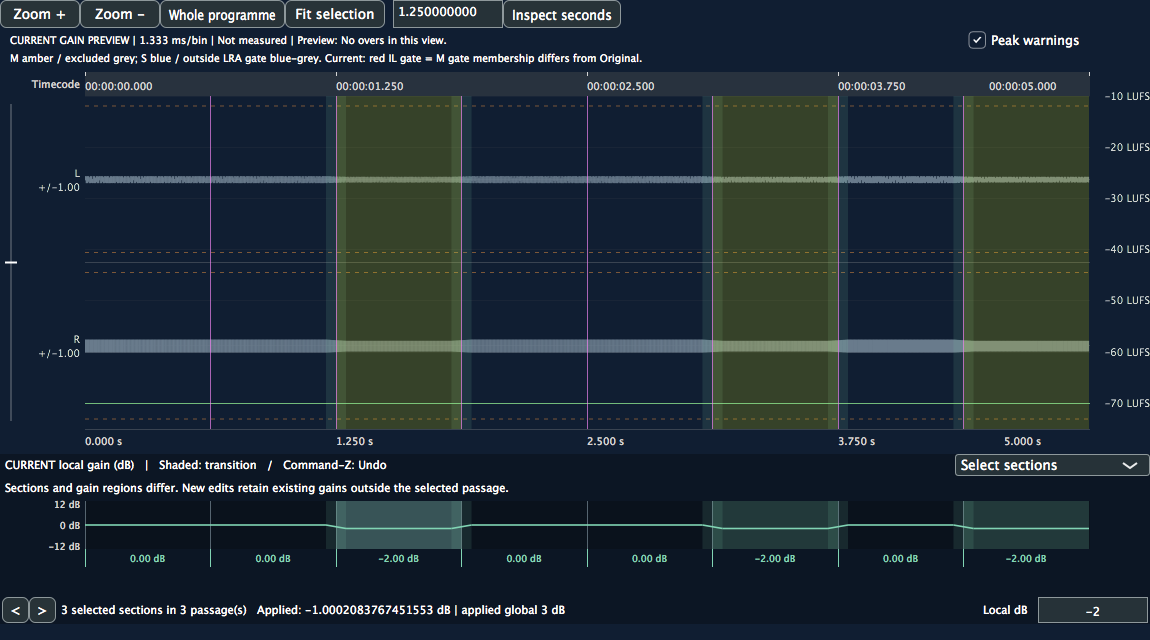 Zoom + Zoom – Whole programme Fit selection 1.250000000 Inspect seconds
CURRENT GAIN PREVIEW | 1.333 ms/bin | Not measured | Preview: No overs in this view.
Peak warnings
M amber / excluded grey; S blue / outside LRA gate blue-grey. Current: red IL gate = M gate membership differs from Original.
Timecode 00:00:00.000 00:00:01.250 00:00:02.500 00:00:03.750 00:00:05.000
-10 LUFS
-20 LUFS
L
+/-1.00
-30 LUFS
-40 LUFS
-50 LUFS
R
+/-1.00
-60 LUFS
-70 LUFS
0.000 s 1.250 s 2.500 s 3.750 s 5.000 s
CURRENT local gain (dB) | Shaded: transition / Command-Z: Undo
Select sections
Sections and gain regions differ. New edits retain existing gains outside the selected passage.
12 dB
0 dB
-12 dB
0.00 dB 0.00 dB -2.00 dB 0.00 dB 0.00 dB -2.00 dB 0.00 dB -2.00 dB
< > 3 selected sections in 3 passage(s) Applied: -1.0002083767451553 dB | applied global 3 dB
Local dB -2